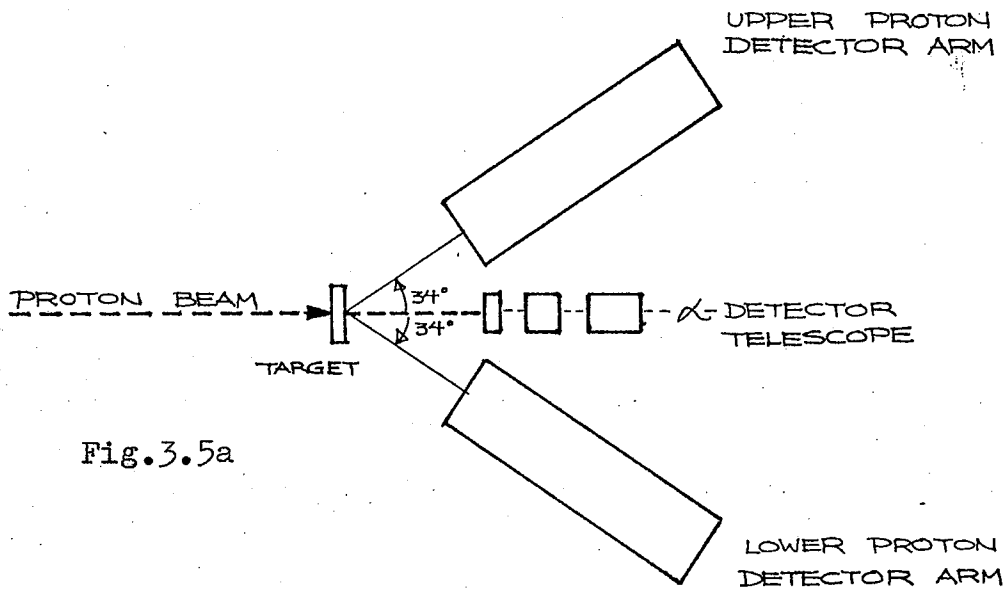 UPPER PROTON
DETECTOR ARM
34°
PROTON BEAM
34°
α- DETECTOR
TELESCOPE
TARGET
Fig.3.5a
LOWER PROTON
DETECTOR ARM